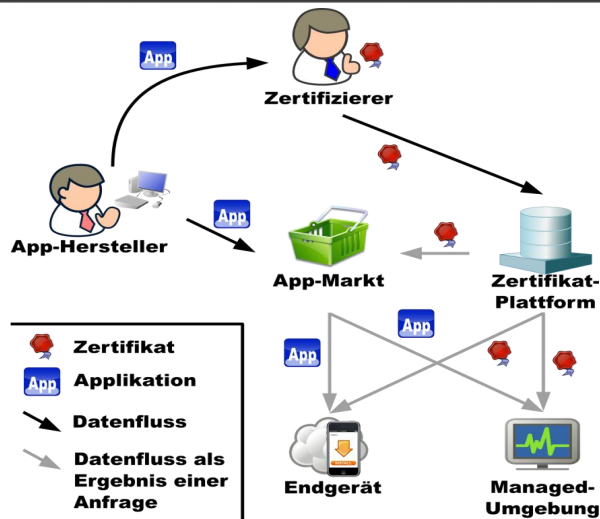 App
Zertifizierer
App-Hersteller
App
App-Markt
Zertifikat-
Plattform
App
App
Zertifikat
App
Applikation
Datenfluss
Datenfluss als
Ergebnis einer
Anfrage
Endgerät
Managed-
Umgebung